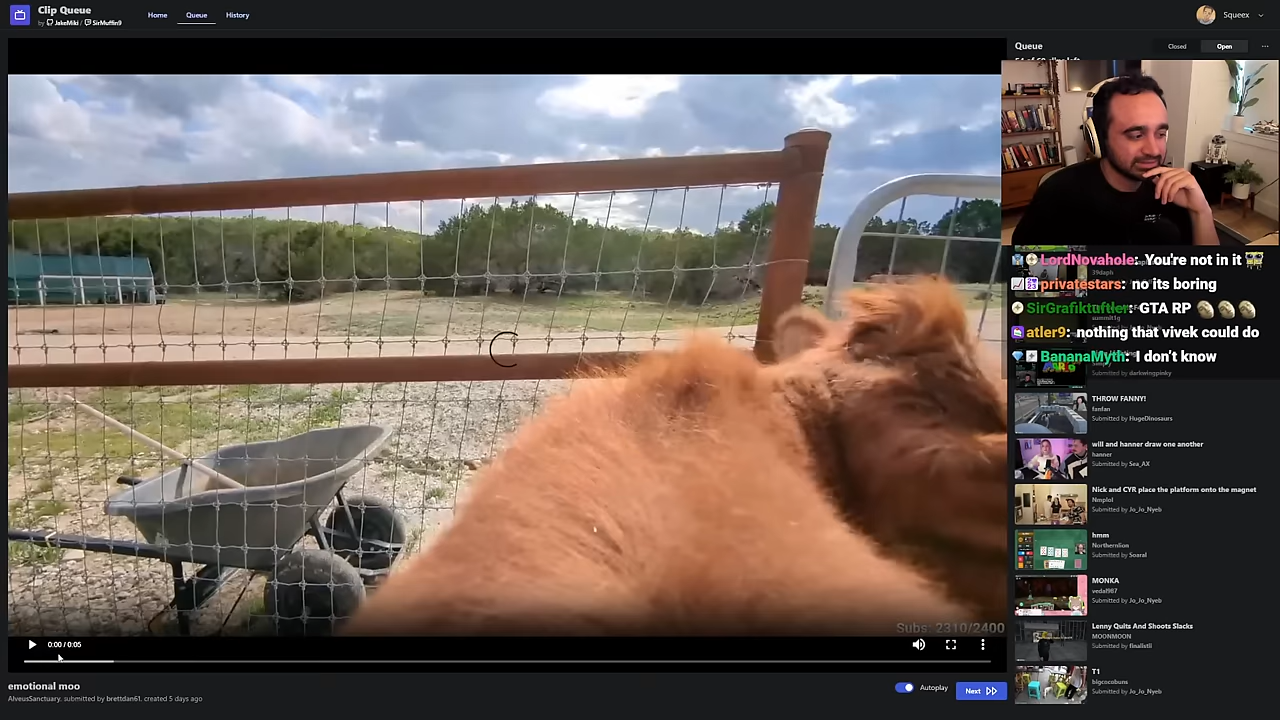 Clip Queue
by JakeMiki / SirMuffin9
Home
Queue
History
Squeex
Queue
Closed
Open
LordNovahole: You're not in it
privatestars: no its boring
SirGrafiktuftler: GTA RP
atler9: nothing that vivek could do
BananaMyth: I don't know
Submitted by darkwingpinky
THROW FANNY!
fanfan
Submitted by HugeDinosaurs
will and hanner draw one another
hanner
Submitted by Sea_AX
Nick and CYR place the platform onto the magnet
Nmplol
Submitted by Jo_Jo_Nyeb
hmm
Northernlion
Submitted by Soaral
MONKA
vedal987
Submitted by Jo_Jo_Nyeb
Lenny Quits And Shoots Slacks
MOONMOON
Submitted by finalistil
T1
bigcocobuns
Submitted by Jo_Jo_Nyeb
Subs: 2310/2400
0:00 / 0:05
emotional moo
AlveusSanctuary, submitted by brettdan61, created 5 days ago
Autoplay
Next